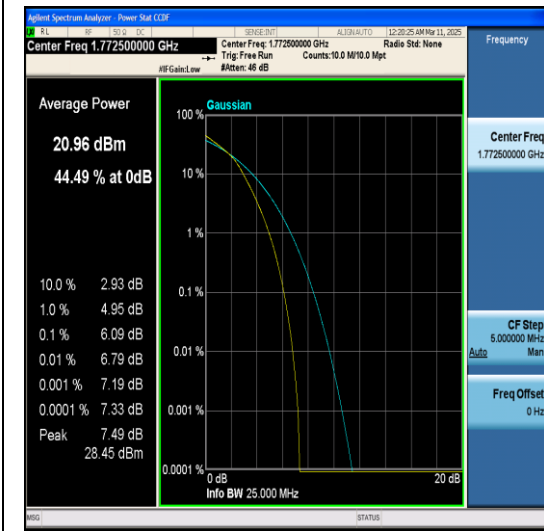 Agilent Spectrum Analyzer - Power Stat CCDF
RL RF 50 Ω DC SENSE:INT ALIGNAUTO 12:20:25 AM Mar 11, 2025
Center Freq 1.772500000 GHz
Center Freq: 1.772500000 GHz Radio Std: None
Trig: Free Run Counts:10.0 M/10.0 Mpt
#IFGain:Low #Atten: 46 dB
Frequency
Average Power
20.96 dBm
44.49 % at 0dB
10.0 % 2.93 dB
1.0 % 4.95 dB
0.1 % 6.09 dB
0.01 % 6.79 dB
0.001 % 7.19 dB
0.0001 % 7.33 dB
Peak 7.49 dB
28.45 dBm
Gaussian
100 %
10 %
1 %
0.1 %
0.01 %
0.001 %
0.0001 %
0 dB 20 dB
Info BW 25.000 MHz
Center Freq
1.772500000 GHz
CF Step
5.000000 MHz
Auto Man
Freq Offset
0 Hz
MSG STATUS